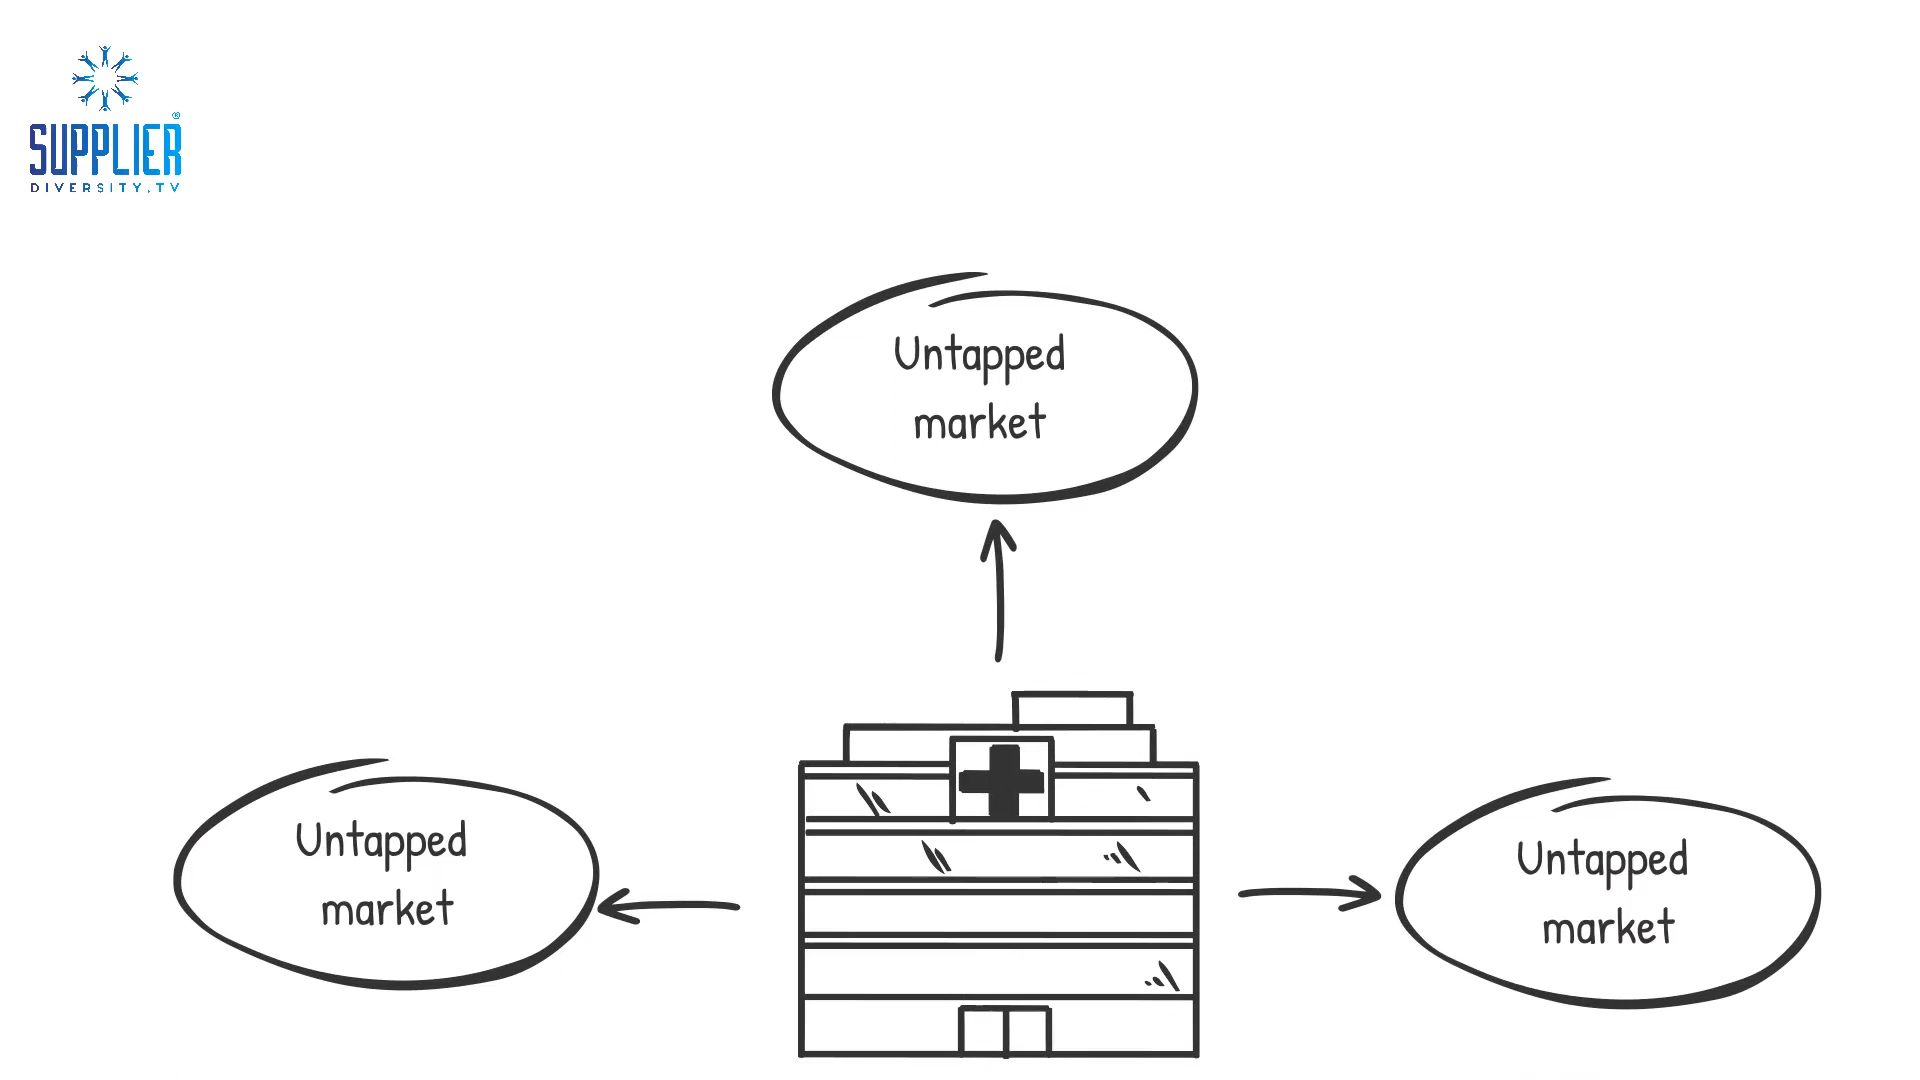 SUPPLIER®
DIVERSITY.TV
Untapped
market
Untapped
market
Untapped
market